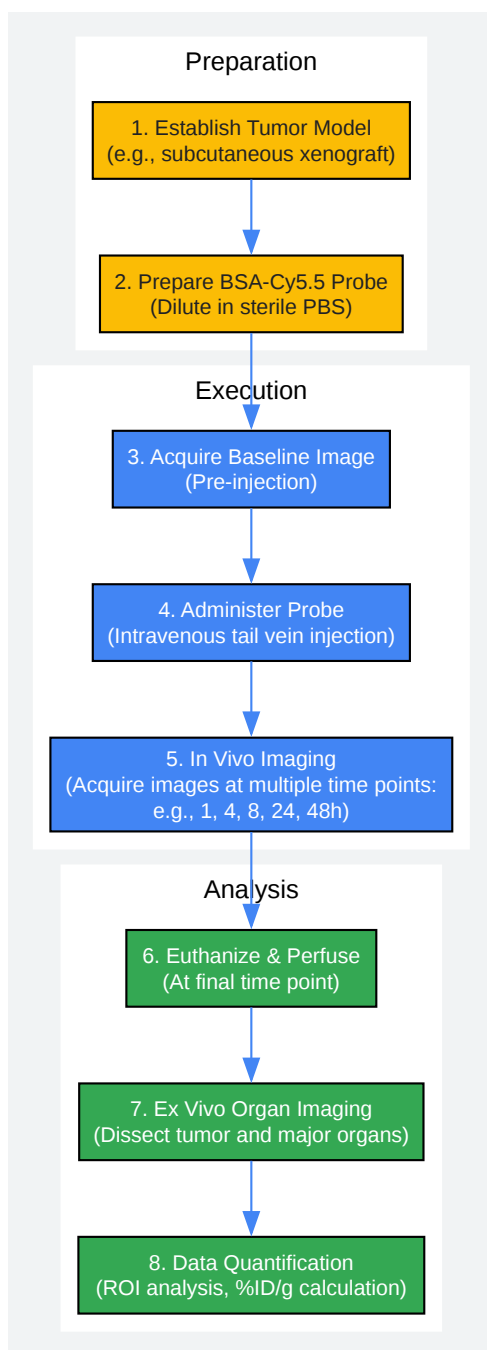 Preparation
1. Establish Tumor Model
(e.g., subcutaneous xenograft)
2. Prepare BSA-Cy5.5 Probe
(Dilute in sterile PBS)
Execution
3. Acquire Baseline Image
(Pre-injection)
4. Administer Probe
(Intravenous tail vein injection)
5. In Vivo Imaging
(Acquire images at multiple time points:
e.g., 1, 4, 8, 24, 48h)
Analysis
6. Euthanize & Perfuse
(At final time point)
7. Ex Vivo Organ Imaging
(Dissect tumor and major organs)
8. Data Quantification
(ROI analysis, %ID/g calculation)